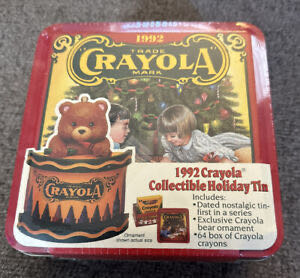 1992
TRADE
CRAYOLA
MARK
CRAYOLA
Ornament
shown actual size
1992 Crayola
Collectible Holiday Tin
Includes:
•Dated nostalgic tin-
first in a series
•Exclusive Crayola
bear ornament
•64 box of Crayola
crayons